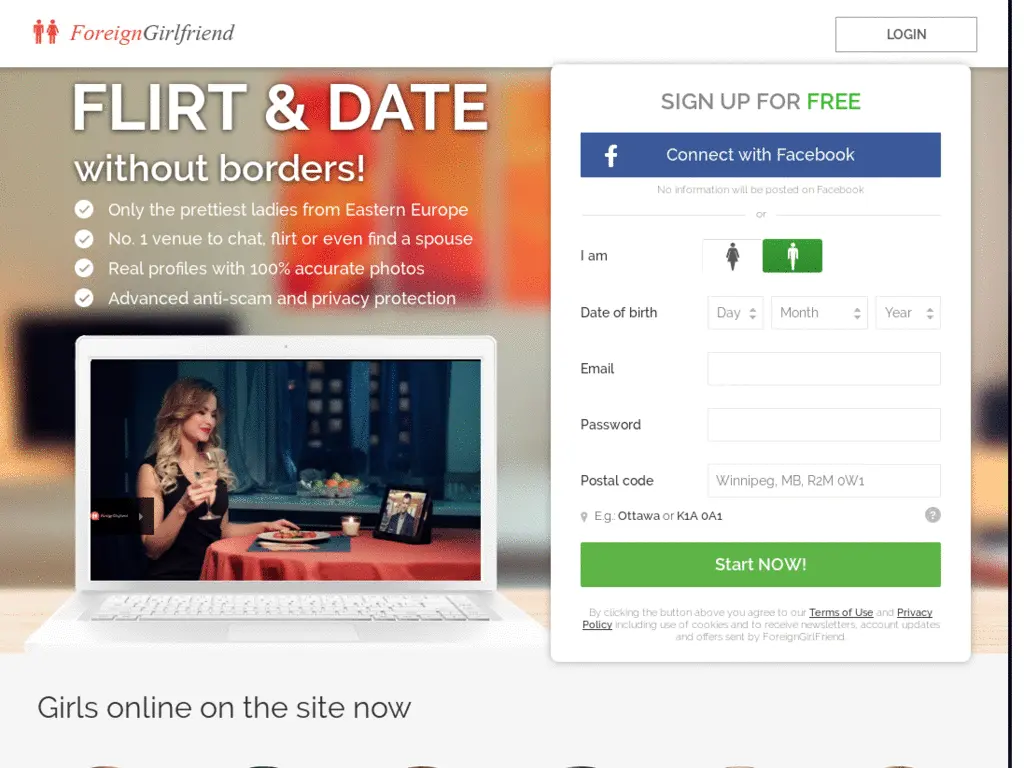 ForeignGirlfriend
LOGIN
FLIRT & DATE
without borders!
Only the prettiest ladies from Eastern Europe
No. 1 venue to chat, flirt or even find a spouse
Real profiles with 100% accurate photos
Advanced anti-scam and privacy protection
ForeignGirlfriend
SIGN UP FOR FREE
Connect with Facebook
No information will be posted on Facebook
or
I am
Date of birth
Day
Month
Year
Email
Password
Postal code
Winnipeg, MB, R2M 0W1
E.g.: Ottawa or K1A 0A1
?
Start NOW!
By clicking the button above you agree to our Terms of Use and Privacy
Policy including use of cookies and to receive newsletters, account updates
and offers sent by ForeignGirlFriend.
Girls online on the site now